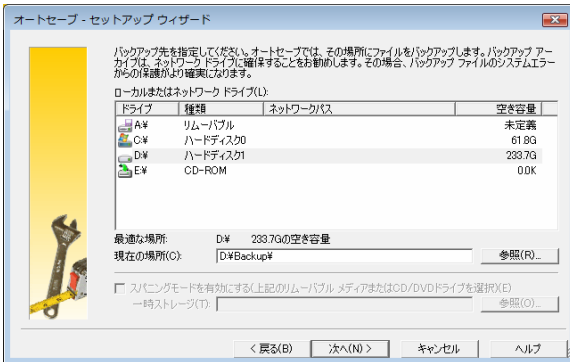 オートセーブ - セットアップ ウィザード
バックアップ先を指定してください。オートセーブでは、その場所にファイルをバックアップします。バックアップ アー
カイブは、ネットワーク ドライブに確保することをお勧めします。その場合、バックアップ ファイルのシステムエラー
からの保護がより確実になります。
ローカルまたはネットワーク ドライブ(L):
ドライブ 種類 ネットワークパス 空き容量
A:¥ リムーバブル 未定義
C:¥ ハードディスク0 61.8G
D:¥ ハードディスク1 233.7G
E:¥ CD-ROM 0.0K
最適な場所: D:¥ 233.7Gの空き容量
現在の場所(C): D:¥Backup¥ 参照(R)...
スパニングモードを有効にする(上記のリムーバブル メディアまたはCD/DVDドライブを選択)(E)
一時ストレージ(T): 参照(O)...
< 戻る(B) 次へ(N) > キャンセル ヘルプ